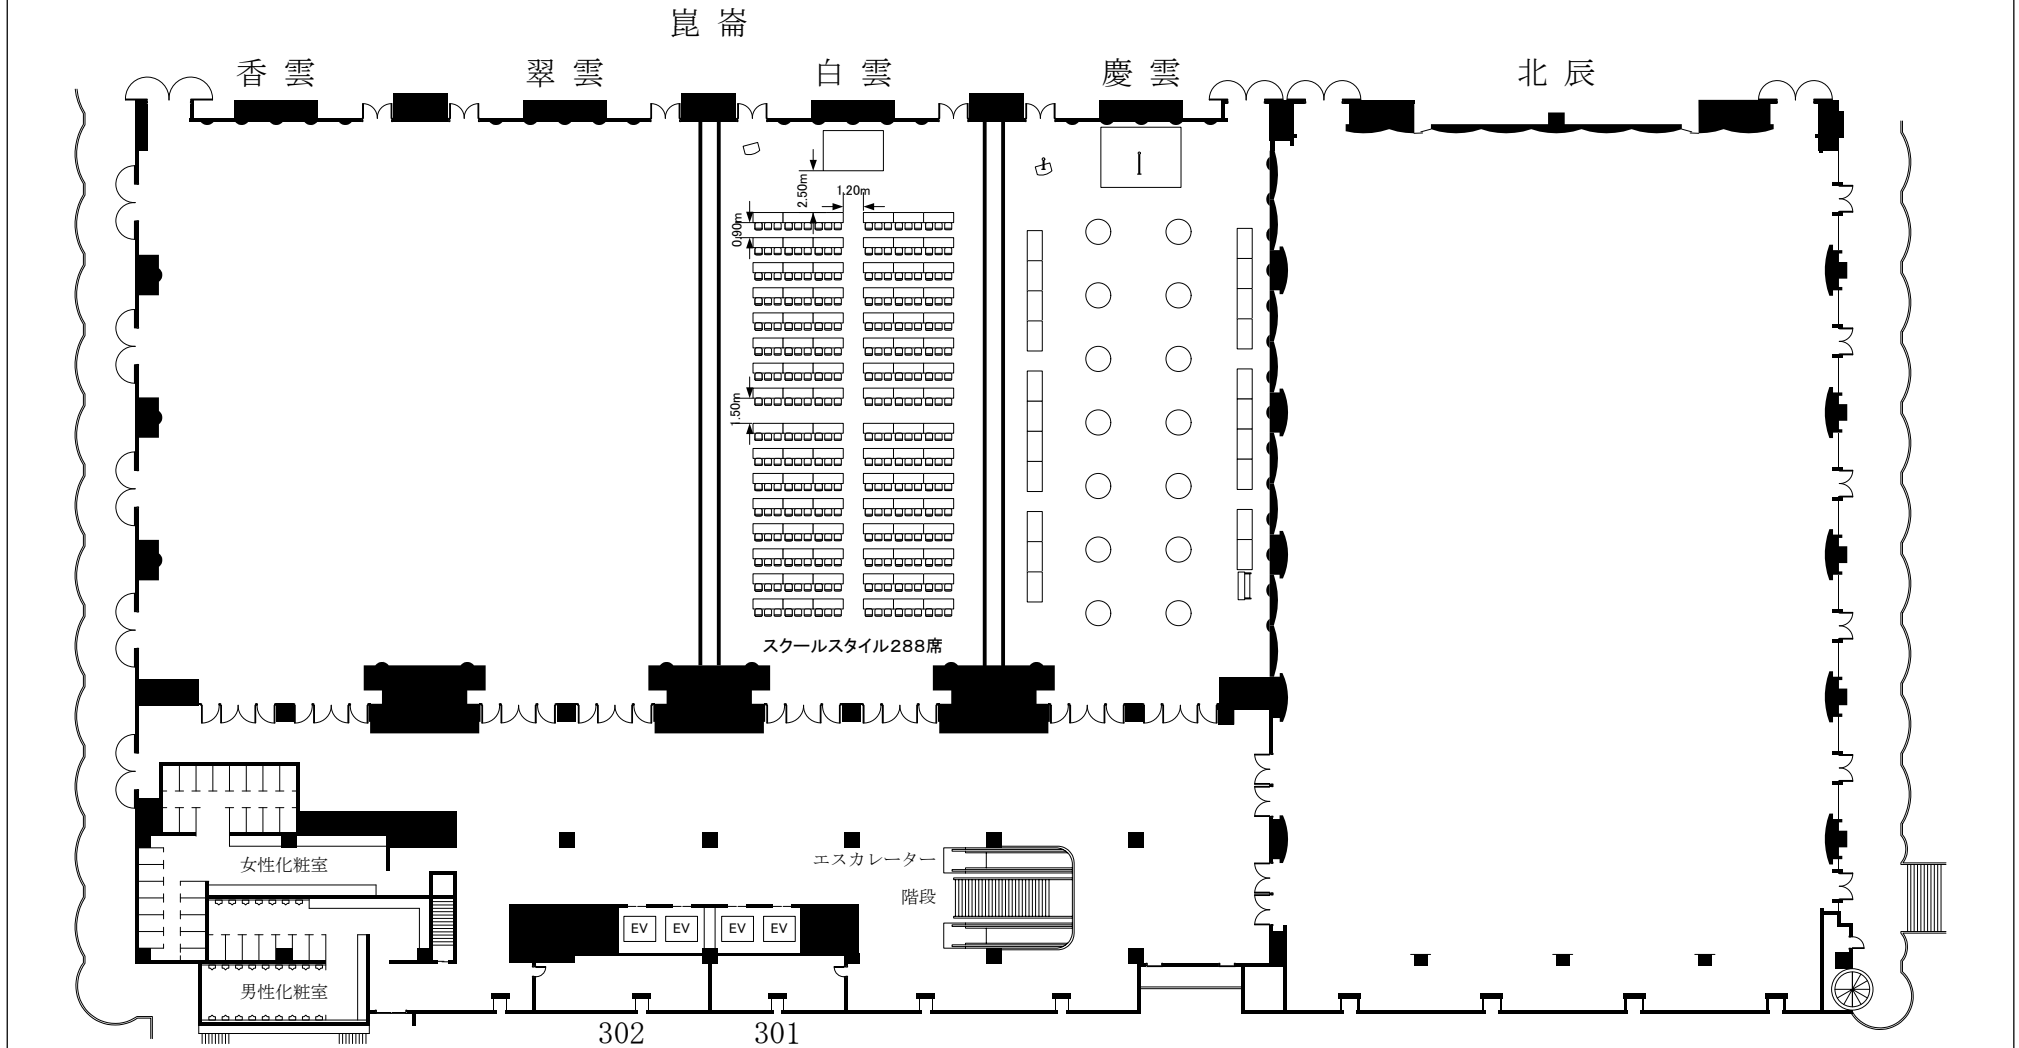 崑崙
香雲
翠雲
白雲
慶雲
北辰
2.50m
1.20m
0.90m
1.50m
スクールスタイル288席
女性化粧室
エスカレーター
階段
EV
EV
EV
EV
男性化粧室
302
301